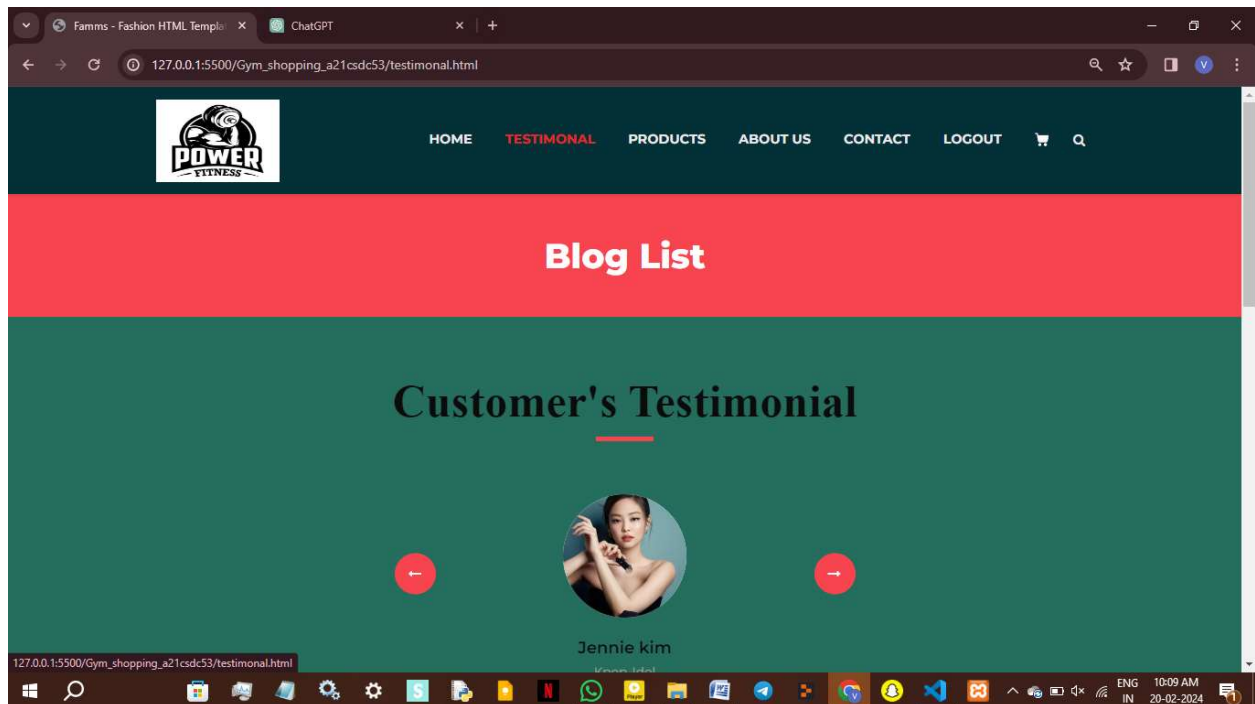 Famms - Fashion HTML Templa
ChatGPT
127.0.0.1:5500/Gym_shopping_a21csdc53/testimonal.html
V
POWER
FITNESS
HOME TESTIMONAL PRODUCTS ABOUT US CONTACT LOGOUT
Blog List
Customer's Testimonial
Jennie kim
Kpop Idol
127.0.0.1:5500/Gym_shopping_a21csdc53/testimonal.html
ENG 10:09 AM
IN 20-02-2024